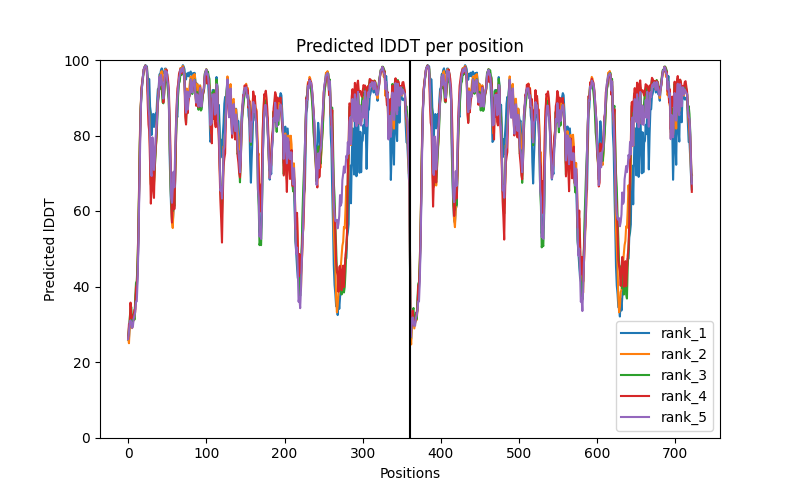 Predicted lDDT per position
100
80
60
40
20
0
Predicted lDDT
0 100 200 300 400 500 600 700
Positions
rank_1
rank_2
rank_3
rank_4
rank_5